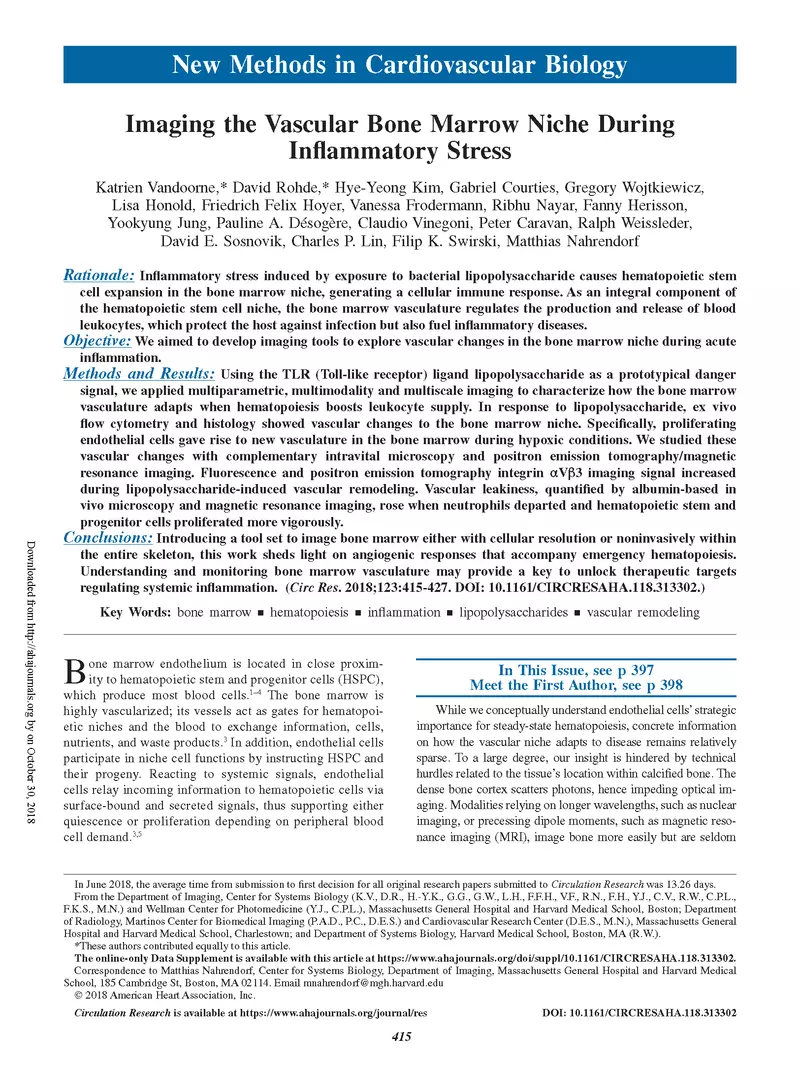 New Methods in Cardiovascular Biology
Imaging the Vascular Bone Marrow Niche During
Inflammatory Stress
Katrien Vandoorne,* David Rohde,* Hye-Yeong Kim, Gabriel Courties, Gregory Wojtkiewicz,
Lisa Honold, Friedrich Felix Hoyer, Vanessa Frodermann, Ribhu Nayar, Fanny Herisson,
Yookyung Jung, Pauline A. Désogère, Claudio Vinegoni, Peter Caravan, Ralph Weissleder,
David E. Sosnovik, Charles P. Lin, Filip K. Swirski, Matthias Nahrendorf
Rationale: Inflammatory stress induced by exposure to bacterial lipopolysaccharide causes hematopoietic stem
cell expansion in the bone marrow niche, generating a cellular immune response. As an integral component of
the hematopoietic stem cell niche, the bone marrow vasculature regulates the production and release of blood
leukocytes, which protect the host against infection but also fuel inflammatory diseases.
Objective: We aimed to develop imaging tools to explore vascular changes in the bone marrow niche during acute
inflammation.
Methods and Results: Using the TLR (Toll-like receptor) ligand lipopolysaccharide as a prototypical danger
signal, we applied multiparametric, multimodality and multiscale imaging to characterize how the bone marrow
vasculature adapts when hematopoiesis boosts leukocyte supply. In response to lipopolysaccharide, ex vivo
flow cytometry and histology showed vascular changes to the bone marrow niche. Specifically, proliferating
endothelial cells gave rise to new vasculature in the bone marrow during hypoxic conditions. We studied these
vascular changes with complementary intravital microscopy and positron emission tomography/magnetic
resonance imaging. Fluorescence and positron emission tomography integrin αVβ3 imaging signal increased
during lipopolysaccharide-induced vascular remodeling. Vascular leakiness, quantified by albumin-based in
vivo microscopy and magnetic resonance imaging, rose when neutrophils departed and hematopoietic stem and
progenitor cells proliferated more vigorously.
Conclusions: Introducing a tool set to image bone marrow either with cellular resolution or noninvasively within
the entire skeleton, this work sheds light on angiogenic responses that accompany emergency hematopoiesis.
Understanding and monitoring bone marrow vasculature may provide a key to unlock therapeutic targets
regulating systemic inflammation. (Circ Res. 2018;123:415-427. DOI: 10.1161/CIRCRESAHA.118.313302.)
Key Words: bone marrow ■ hematopoiesis ■ inflammation ■ lipopolysaccharides ■ vascular remodeling
Bone marrow endothelium is located in close proxim-
ity to hematopoietic stem and progenitor cells (HSPC),
which produce most blood cells.1–4 The bone marrow is
highly vascularized; its vessels act as gates for hematopoi-
etic niches and the blood to exchange information, cells,
nutrients, and waste products.3 In addition, endothelial cells
participate in niche cell functions by instructing HSPC and
their progeny. Reacting to systemic signals, endothelial
cells relay incoming information to hematopoietic cells via
surface-bound and secreted signals, thus supporting either
quiescence or proliferation depending on peripheral blood
cell demand.3,5
In This Issue, see p 397
Meet the First Author, see p 398
While we conceptually understand endothelial cells' strategic
importance for steady-state hematopoiesis, concrete information
on how the vascular niche adapts to disease remains relatively
sparse. To a large degree, our insight is hindered by technical
hurdles related to the tissue's location within calcified bone. The
dense bone cortex scatters photons, hence impeding optical im-
aging. Modalities relying on longer wavelengths, such as nuclear
imaging, or precessing dipole moments, such as magnetic reso-
nance imaging (MRI), image bone more easily but are seldom
In June 2018, the average time from submission to first decision for all original research papers submitted to Circulation Research was 13.26 days.
From the Department of Imaging, Center for Systems Biology (K.V., D.R., H.-Y.K., G.G., G.W., L.H., F.F.H., V.F., R.N., F.H., Y.J., C.V., R.W., C.P.L.,
F.K.S., M.N.) and Wellman Center for Photomedicine (Y.J., C.P.L.), Massachusetts General Hospital and Harvard Medical School, Boston; Department
of Radiology, Martinos Center for Biomedical Imaging (P.A.D., P.C., D.E.S.) and Cardiovascular Research Center (D.E.S., M.N.), Massachusetts General
Hospital and Harvard Medical School, Charlestown; and Department of Systems Biology, Harvard Medical School, Boston, MA (R.W.).
*These authors contributed equally to this article.
The online-only Data Supplement is available with this article at https://www.ahajournals.org/doi/suppl/10.1161/CIRCRESAHA.118.313302.
Correspondence to Matthias Nahrendorf, Center for Systems Biology, Department of Imaging, Massachusetts General Hospital and Harvard Medical
School, 185 Cambridge St, Boston, MA 02114. Email mnahrendorf@mgh.harvard.edu
© 2018 American Heart Association, Inc.
Circulation Research is available at https://www.ahajournals.org/journal/res
DOI: 10.1161/CIRCRESAHA.118.313302
415
Downloaded from http://ahajournals.org by on October 30, 2018